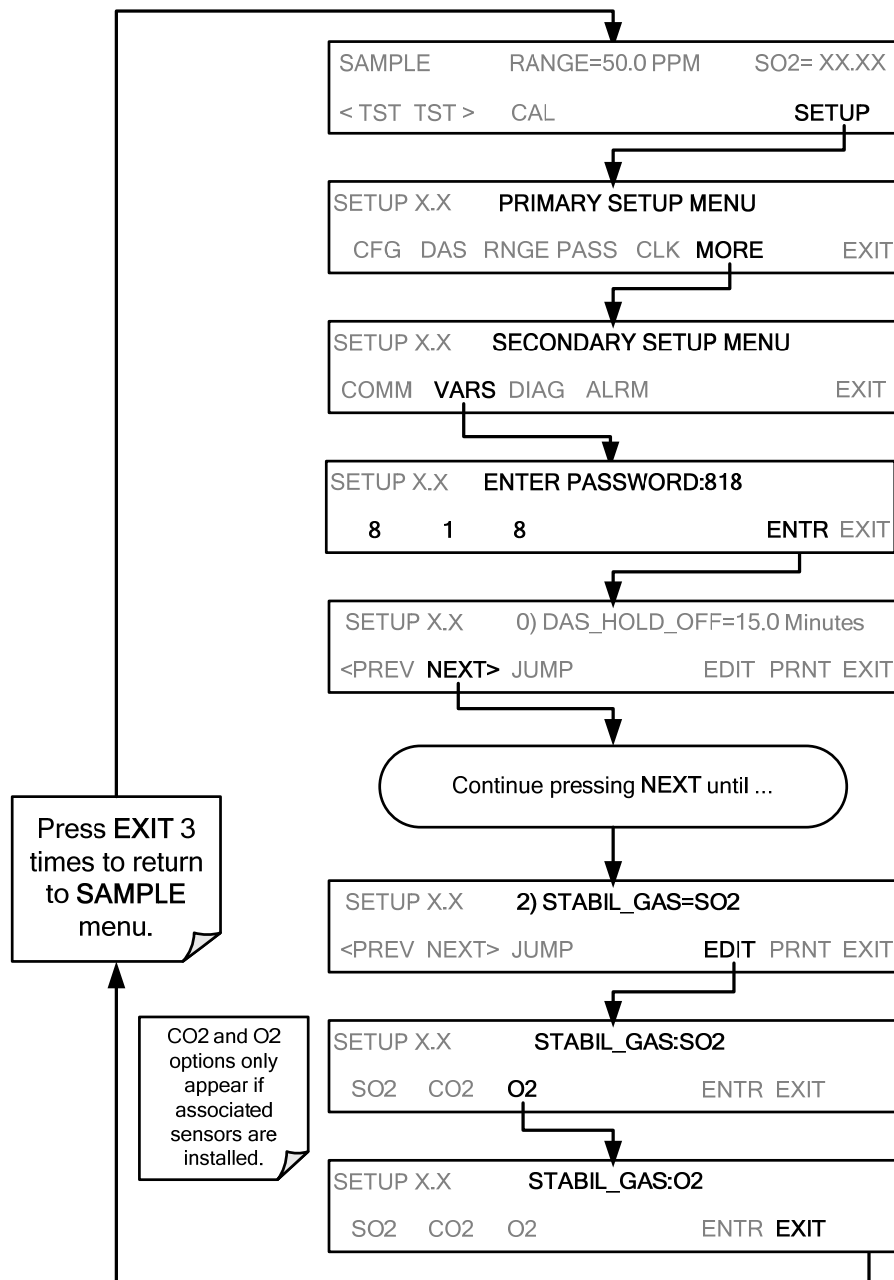 SAMPLE RANGE=50.0 PPM SO2= XX.XX
< TST TST > CAL SETUP
SETUP X.X PRIMARY SETUP MENU
CFG DAS RNGE PASS CLK MORE EXIT
SETUP X.X SECONDARY SETUP MENU
COMM VARS DIAG ALRM EXIT
SETUP X.X ENTER PASSWORD:818
8 1 8 ENTR EXIT
SETUP X.X 0) DAS_HOLD_OFF=15.0 Minutes
<PREV NEXT> JUMP EDIT PRNT EXIT
Continue pressing NEXT until ...
Press EXIT 3
times to return
to SAMPLE
menu.
SETUP X.X 2) STABIL_GAS=SO2
<PREV NEXT> JUMP EDIT PRNT EXIT
CO2 and O2
options only
appear if
associated
sensors are
installed.
SETUP X.X STABIL_GAS:SO2
SO2 CO2 O2 ENTR EXIT
SETUP X.X STABIL_GAS:O2
SO2 CO2 O2 ENTR EXIT